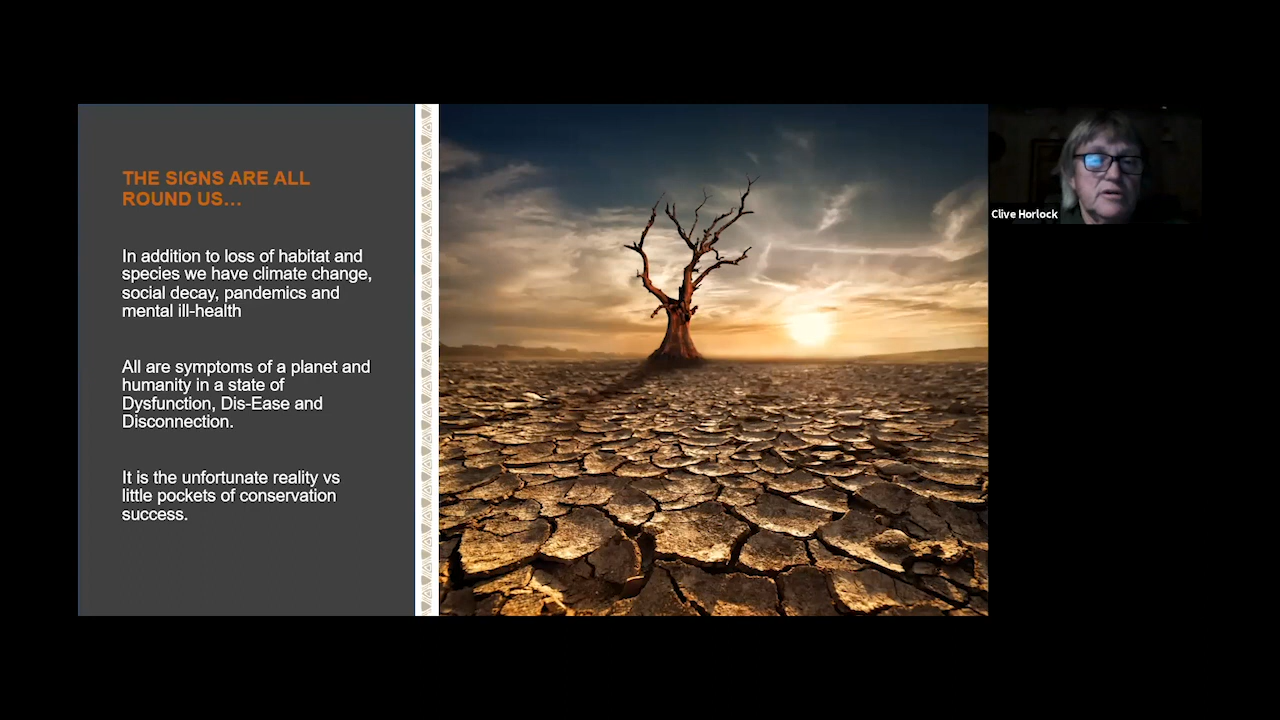 THE SIGNS ARE ALL
ROUND US...
In addition to loss of habitat and
species we have climate change,
social decay, pandemics and
mental ill-health
All are symptoms of a planet and
humanity in a state of
Dysfunction, Dis-Ease and
Disconnection.
It is the unfortunate reality vs
little pockets of conservation
success.
Clive Horlock